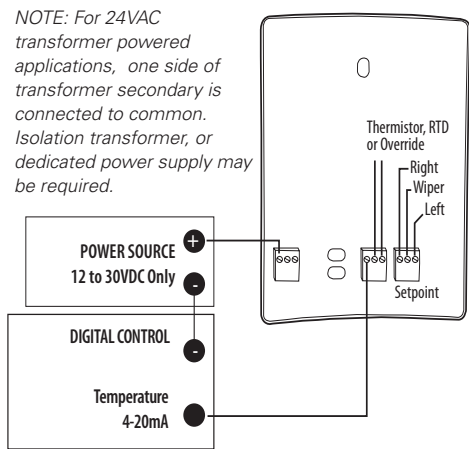 NOTE: For 24VAC
transformer powered
applications, one side of
transformer secondary is
connected to common.
Isolation transformer, or
dedicated power supply may
be required.
Thermistor, RTD
or Override
Right
Wiper
Left
Setpoint
+
POWER SOURCE
12 to 30VDC Only
-
DIGITAL CONTROL
-
Temperature
4-20mA